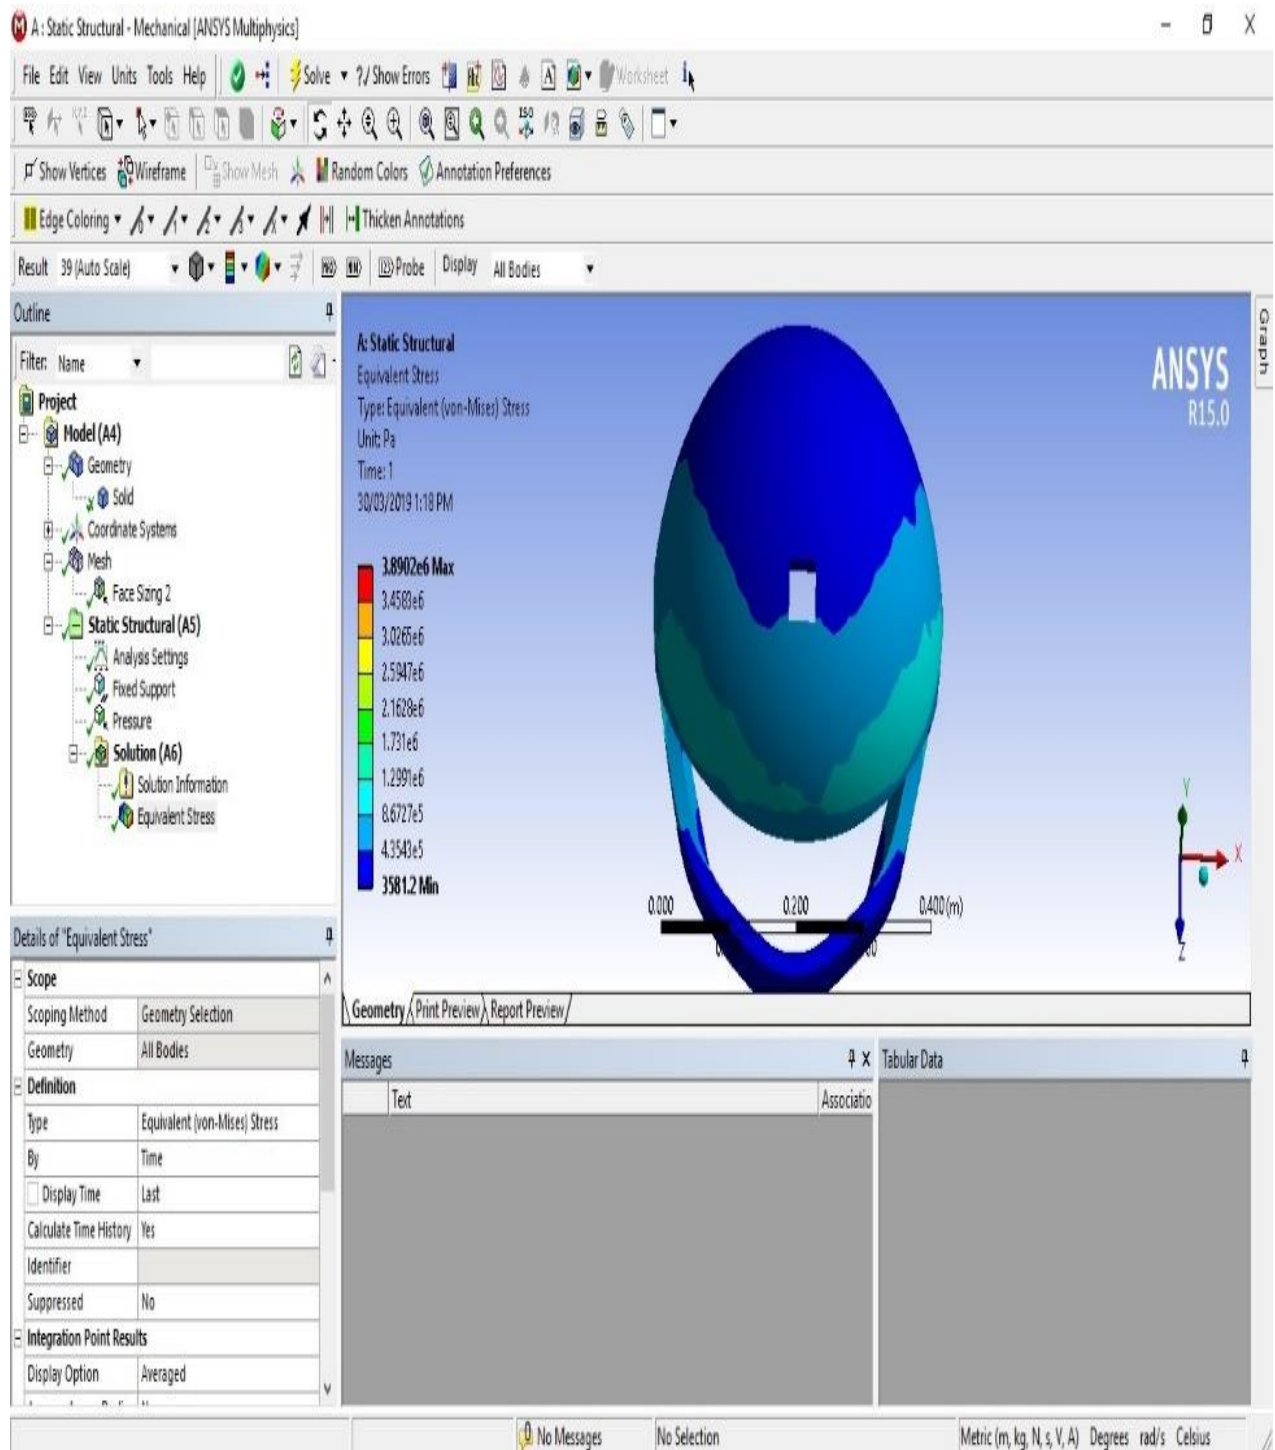 A : Static Structural - Mechanical [ANSYS Multiphysics]
File Edit View Units Tools Help Solve ?/ Show Errors Worksheet
Show Vertices Wireframe Show Mesh Random Colors Annotation Preferences
Edge Coloring Thicken Annotations
Result 39 (Auto Scale) Probe Display All Bodies
Outline
Filter: Name
Project
Model (A4)
Geometry
Solid
Coordinate Systems
Mesh
Face Sizing 2
Static Structural (A5)
Analysis Settings
Fixed Support
Pressure
Solution (A6)
Solution Information
Equivalent Stress
A: Static Structural
Equivalent Stress
Type: Equivalent (von-Mises) Stress
Unit: Pa
Time: 1
30/03/2019 1:18 PM
3.8902e6 Max
3.4583e6
3.0265e6
2.5947e6
2.1628e6
1.731e6
1.2991e6
8.6727e5
4.3543e5
3581.2 Min
ANSYS
R15.0
Graph
Y
X
Z
0.000 0.200 0.400 (m)
Geometry Print Preview Report Preview
Details of "Equivalent Stress"
Scope
Scoping Method Geometry Selection
Geometry All Bodies
Definition
Type Equivalent (von-Mises) Stress
By Time
Display Time Last
Calculate Time History Yes
Identifier
Suppressed No
Integration Point Results
Display Option Averaged
Messages
Text Associatio
Tabular Data
No Messages No Selection Metric (m, kg, N, s, V, A) Degrees rad/s Celsius